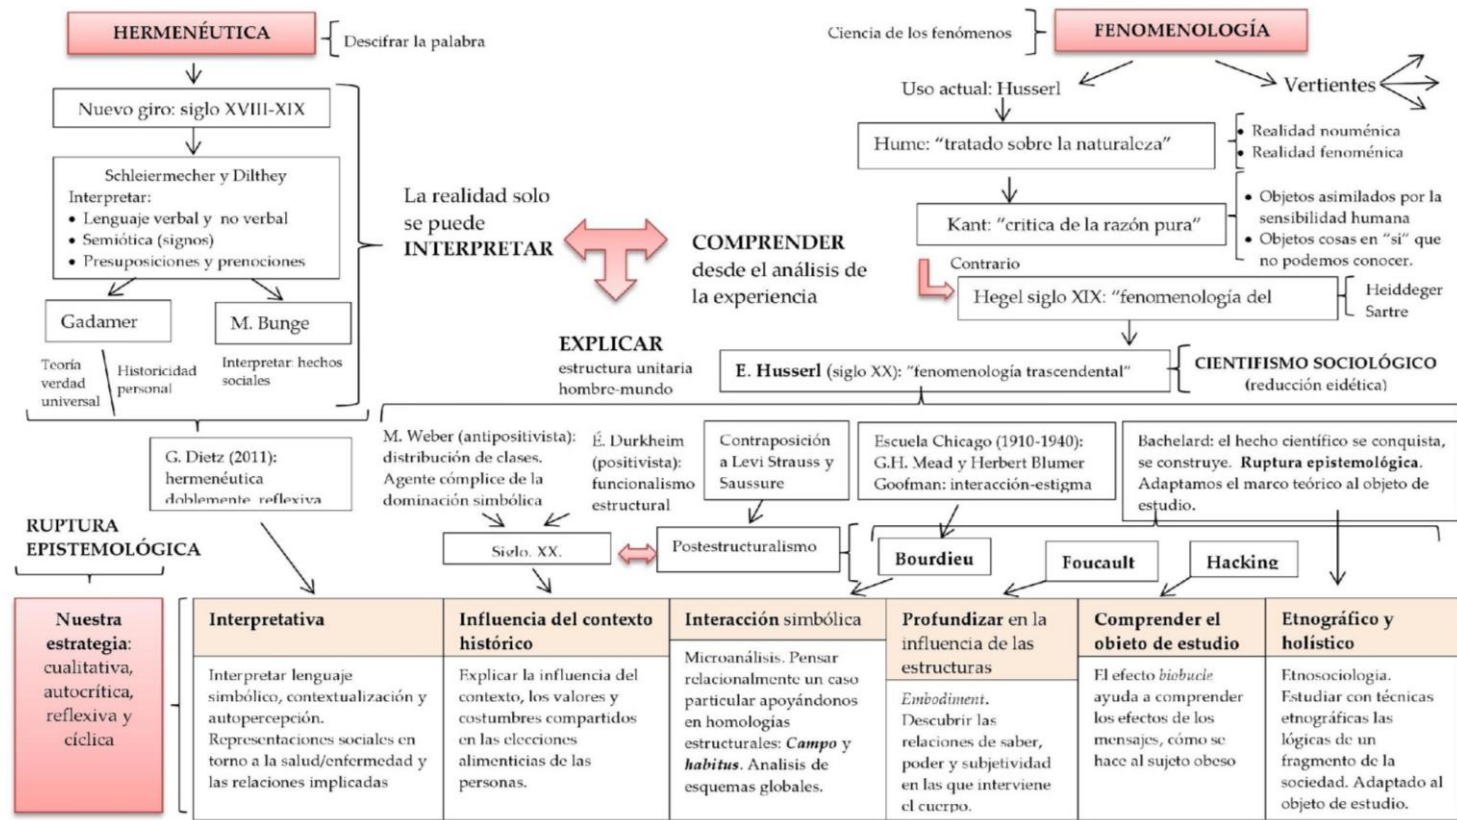 HERMENÉUTICA
Descifrar la palabra
Nuevo giro: siglo XVIII-XIX
Schleiermecher y Dilthey
Interpretar:
• Lenguaje verbal y no verbal
• Semiótica (signos)
• Presuposiciones y prenociones
Gadamer
M. Bunge
Teoría
verdad
universal
Historicidad
personal
Interpretar: hechos
sociales
La realidad solo
se puede
INTERPRETAR
COMPRENDER
desde el análisis de
la experiencia
EXPLICAR
estructura unitaria
hombre-mundo
Ciencia de los fenómenos
FENOMENOLOGÍA
Uso actual: Husserl
Vertientes
Hume: “tratado sobre la naturaleza”
• Realidad nouménica
• Realidad fenoménica
Kant: “critica de la razón pura”
• Objetos asimilados por la
sensibilidad humana
• Objetos cosas en “si” que
no podemos conocer.
Contrario
Hegel siglo XIX: “fenomenología del
Heiddeger
Sartre
E. Husserl (siglo XX): “fenomenología trascendental”
CIENTIFISMO SOCIOLÓGICO
(reducción eidética)
G. Dietz (2011):
hermenéutica
doblemente reflexiva
M. Weber (antipositivista):
distribución de clases.
Agente cómplice de la
dominación simbólica
É. Durkheim
(positivista):
funcionalismo
estructural
Contraposición
a Levi Strauss y
Saussure
Escuela Chicago (1910-1940):
G.H. Mead y Herbert Blumer
Goofman: interacción-estigma
Bachelard: el hecho científico se conquista,
se construye. Ruptura epistemológica.
Adaptamos el marco teórico al objeto de
estudio.
Siglo. XX.
Postestructuralismo
Bourdieu
Foucault
Hacking
RUPTURA
EPISTEMOLÓGICA
Nuestra
estrategia:
cualitativa,
autocrítica,
reflexiva y
cíclica
Interpretativa
Interpretar lenguaje
simbólico, contextualización y
autopercepción.
Representaciones sociales en
torno a la salud/enfermedad y
las relaciones implicadas
Influencia del contexto
histórico
Explicar la influencia del
contexto, los valores y
costumbres compartidos
en las elecciones
alimenticias de las
personas.
Interacción simbólica
Microanálisis. Pensar
relacionalmente un caso
particular apoyándonos
en homologías
estructurales: Campo y
habitus. Analisis de
esquemas globales.
Profundizar en la
influencia de las
estructuras
Embodiment.
Descubrir las
relaciones de saber,
poder y subjetividad
en las que interviene
el cuerpo.
Comprender el
objeto de estudio
El efecto biobucle
ayuda a comprender
los efectos de los
mensajes, cómo se
hace al sujeto obeso
Etnográfico y
holístico
Etnosociologia.
Estudiar con técnicas
etnográficas las
lógicas de un
fragmento de la
sociedad. Adaptado al
objeto de estudio.